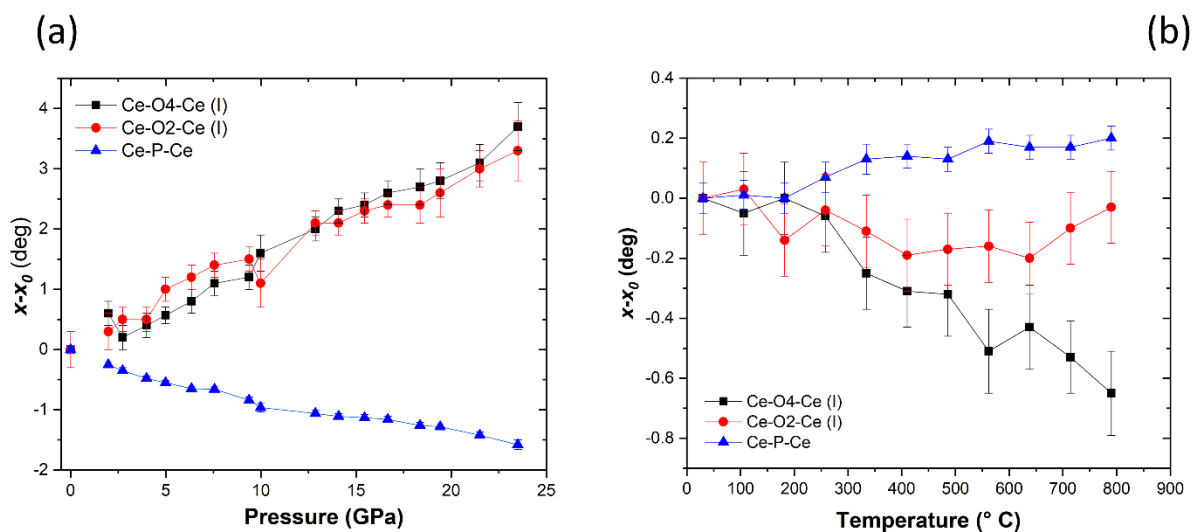 (a)
(b)
Ce-O4-Ce (I)
Ce-O2-Ce (I)
Ce-P-Ce
x-x0 (deg)
4
3
2
1
0
-1
-2
0
5
10
15
20
25
Pressure (GPa)
0.4
0.2
0.0
-0.2
-0.4
-0.6
-0.8
x-x0 (deg)
Ce-O4-Ce (I)
Ce-O2-Ce (I)
Ce-P-Ce
0
100
200
300
400
500
600
700
800
900
Temperature (° C)